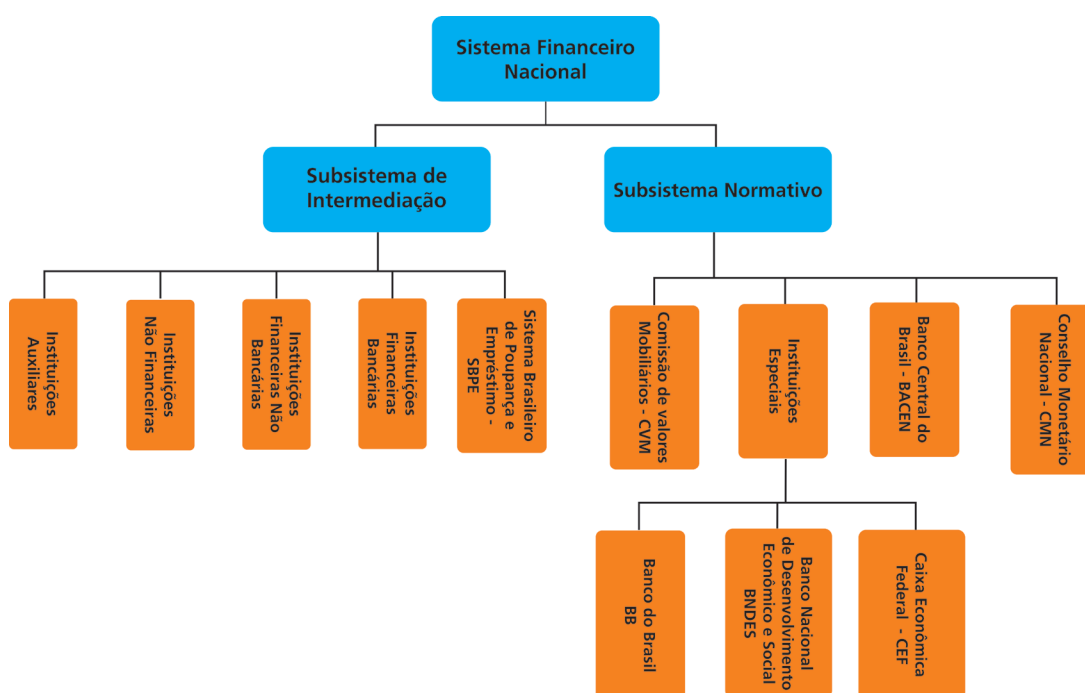 Sistema Financeiro
Nacional
Subsistema de
Intermediação
Subsistema Normativo
Instituições
Auxiliares
Instituições
Não Financeiras
Instituições
Financeiras Não
Bancárias
Instituições
Financeiras
Bancárias
Sistema Brasileiro
de Poupança e
Empréstimo -
SBPE
Comissão de valores
Mobiliários - CVM
Instituições
Especiais
Banco Central do
Brasil - BACEN
Conselho Monetário
Nacional - CMN
Banco do Brasil
BB
Banco Nacional
de Desenvolvimento
Econômico e Social
BNDES
Caixa Econômica
Federal - CEF